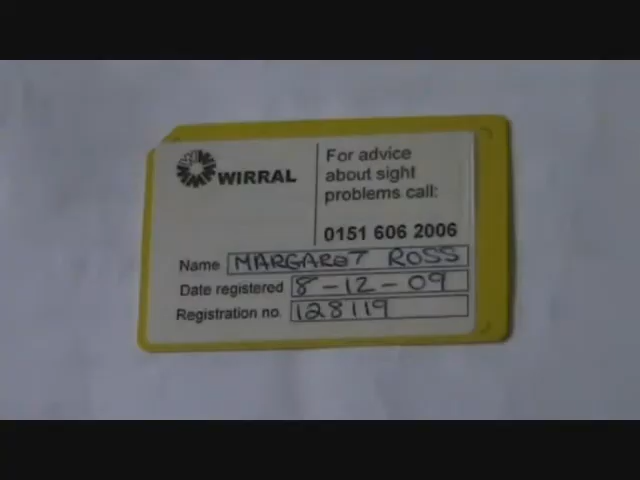 WIRRAL
For advice
about sight
problems call:
0151 606 2006
Name MARGARET ROSS
Date registered 8-12-09
Registration no. 128119